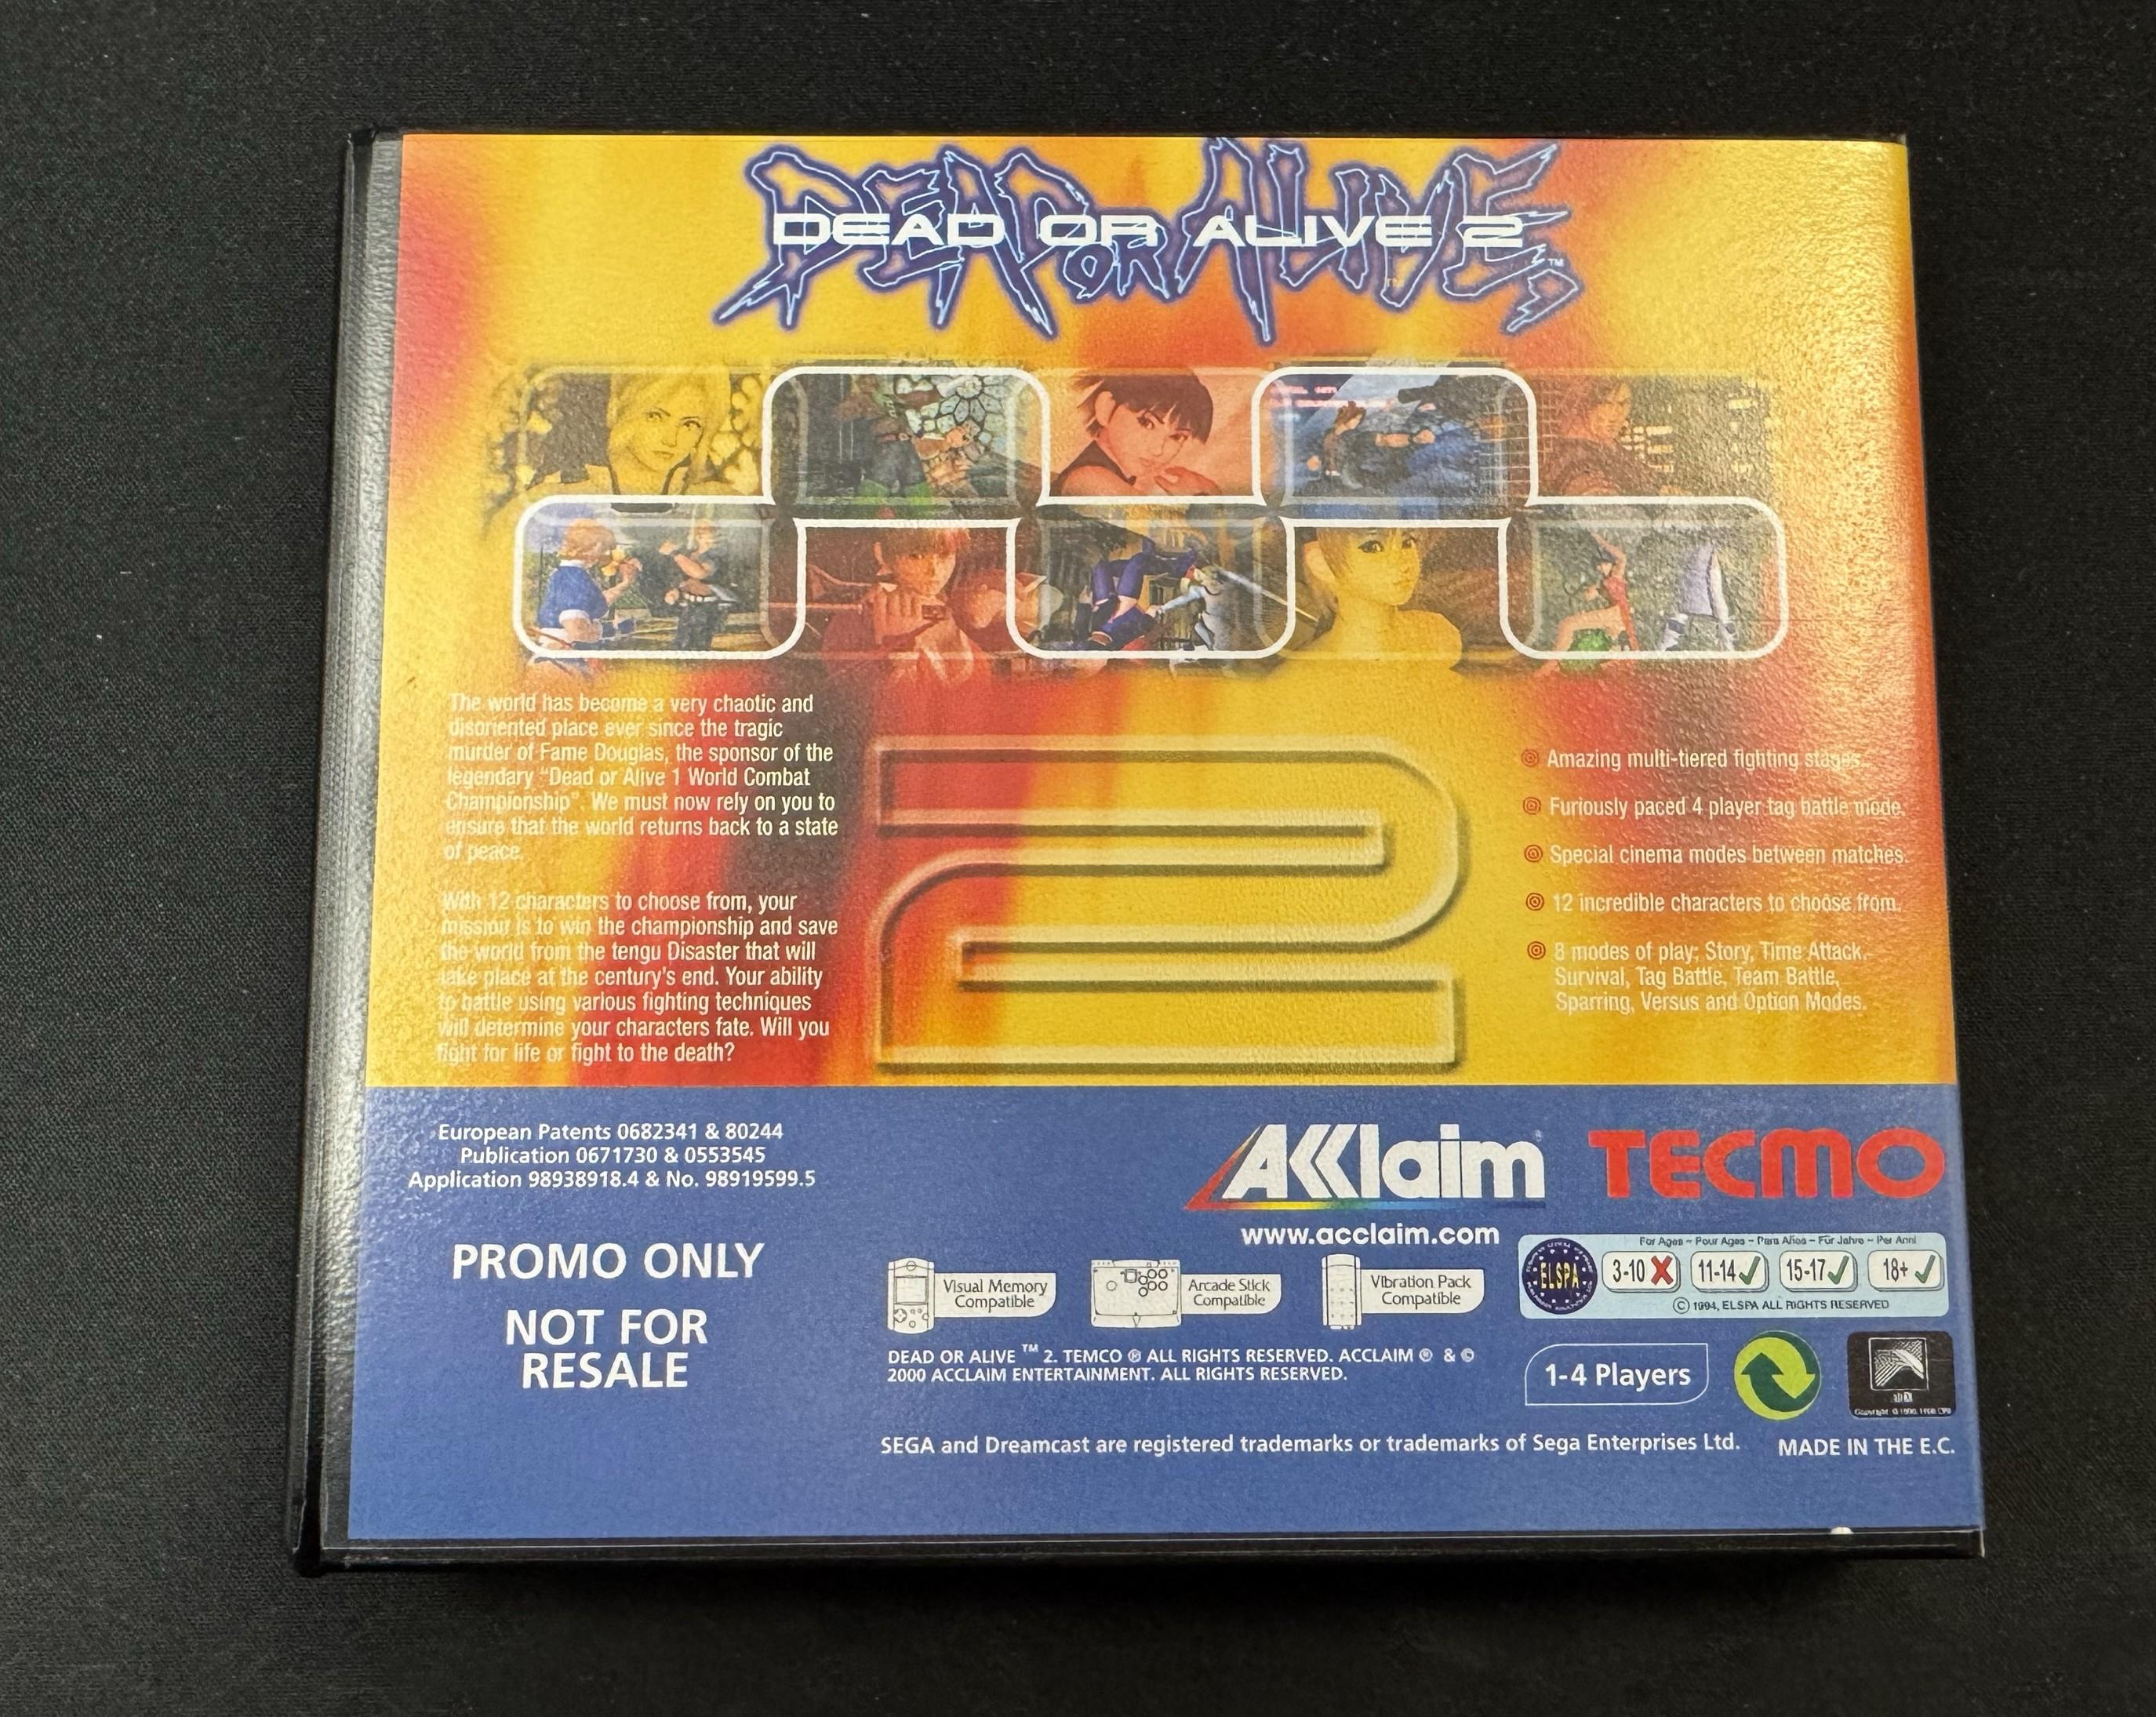 DEAD OR ALIVE
DEAD OR ALIVE 2
TM
The world has become a very chaotic and
disoriented place ever since the tragic
murder of Fame Douglas, the sponsor of the
legendary "Dead or Alive 1 World Combat
Championship". We must now rely on you to
ensure that the world returns back to a state
of peace.
With 12 characters to choose from, your
mission is to win the championship and save
the world from the tengu Disaster that will
take place at the century's end. Your ability
to battle using various fighting techniques
will determine your characters fate. Will you
fight for life or fight to the death?
2
Amazing multi-tiered fighting stages.
Furiously paced 4 player tag battle mode.
Special cinema modes between matches.
12 incredible characters to choose from.
8 modes of play; Story, Time Attack.
Survival, Tag Battle, Team Battle,
Sparring, Versus and Option Modes.
European Patents 0682341 & 80244
Publication 0671730 & 0553545
Application 98938918.4 & No. 98919599.5
PROMO ONLY
NOT FOR
RESALE
AKKlaim
www.acclaim.com
TECMO
For Ages ~ Pour Ages ~ Para Años ~ Für Jahre ~ Per Anni
ELSPA
3-10 11-14 15-17 18+
© 1994, ELSPA ALL RIGHTS RESERVED
Visual Memory
Compatible
Arcade Stick
Compatible
Vibration Pack
Compatible
DEAD OR ALIVE ™ 2. TEMCO ® ALL RIGHTS RESERVED. ACCLAIM ® & ©
2000 ACCLAIM ENTERTAINMENT. ALL RIGHTS RESERVED.
1-4 Players
SEGA and Dreamcast are registered trademarks or trademarks of Sega Enterprises Ltd.
MADE IN THE E.C.